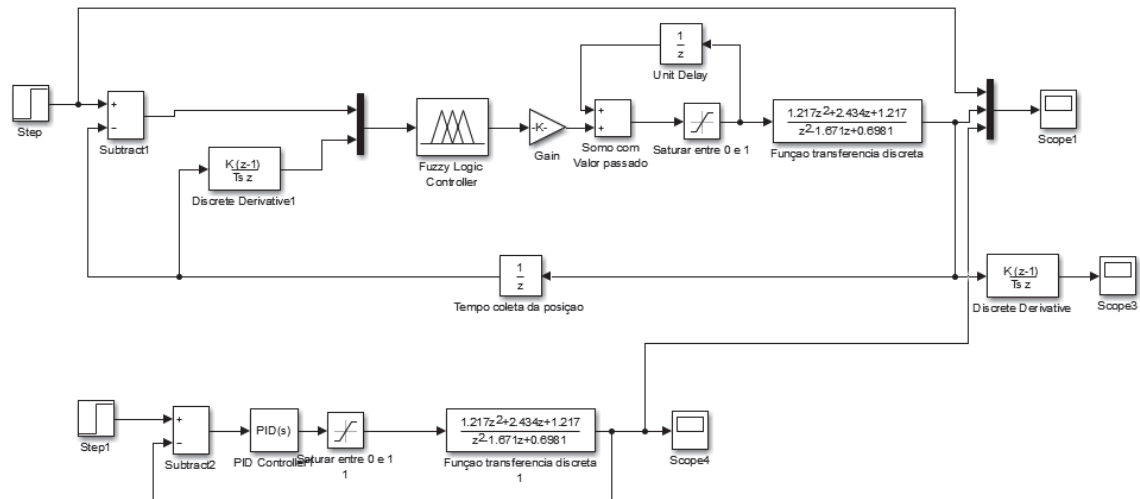 1
z
Unit Delay
Step
+
−
Subtract1
K (z-1)
Ts z
Discrete Derivative1
Fuzzy Logic
Controller
-K-
Gain
+
+
Somo com
Valor passado
Saturar entre 0 e 1
1.217z2+2.434z+1.217
z2-1.671z+0.6981
Funçao transferência discreta
Scope1
1
z
Tempo coleta da posiçao
K (z-1)
Ts z
Discrete Derivative
Scope3
Step1
+
−
Subtract2
PID(s)
PID Controller1
Saturar entre 0 e 1
1
1.217z2+2.434z+1.217
z2-1.671z+0.6981
Funçao transferência discreta
1
Scope4